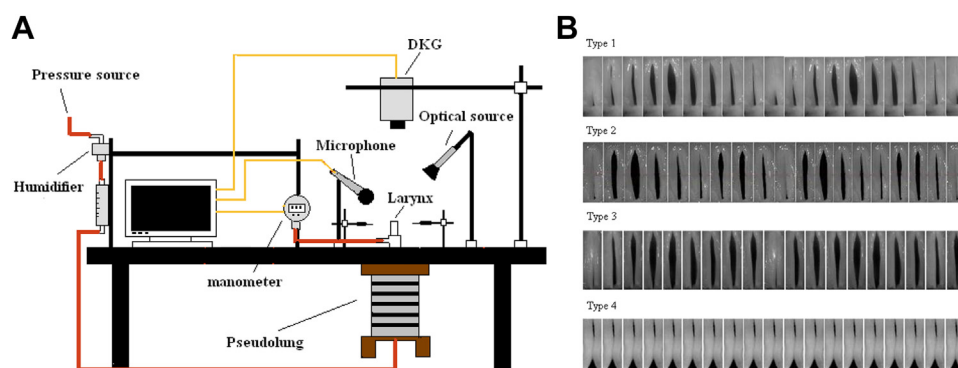 A
Pressure source
Humidifier
DKG
Optical source
Microphone
Larynx
manometer
Pseudolung
B
Type 1
Type 2
Type 3
Type 4